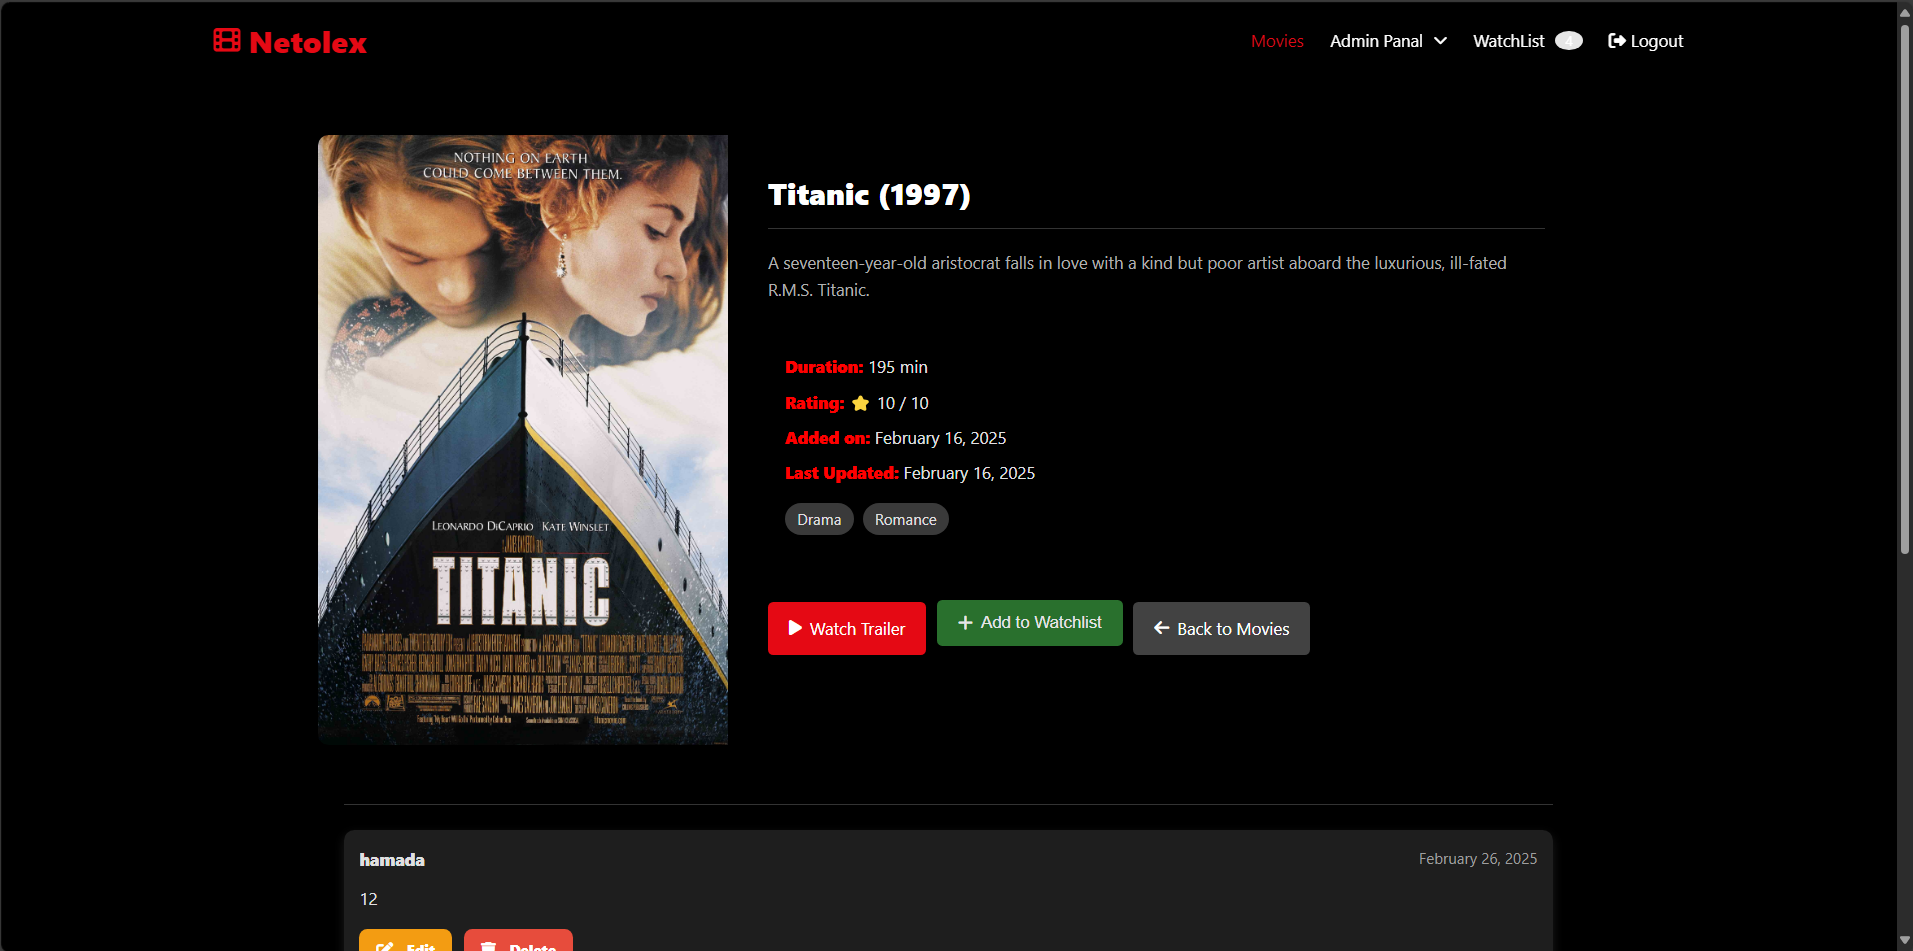 Netolex
Movies Admin Panal WatchList 4 Logout
NOTHING ON EARTH
COULD COME BETWEEN THEM.
Titanic (1997)
A seventeen-year-old aristocrat falls in love with a kind but poor artist aboard the luxurious, ill-fated
R.M.S. Titanic.
Duration: 195 min
Rating: 10 / 10
Added on: February 16, 2025
Last Updated: February 16, 2025
Drama Romance
LEONARDO DICAPRIO KATE WINSLET
TITANIC
Watch Trailer Add to Watchlist Back to Movies
hamada February 26, 2025
12
Edit Delete